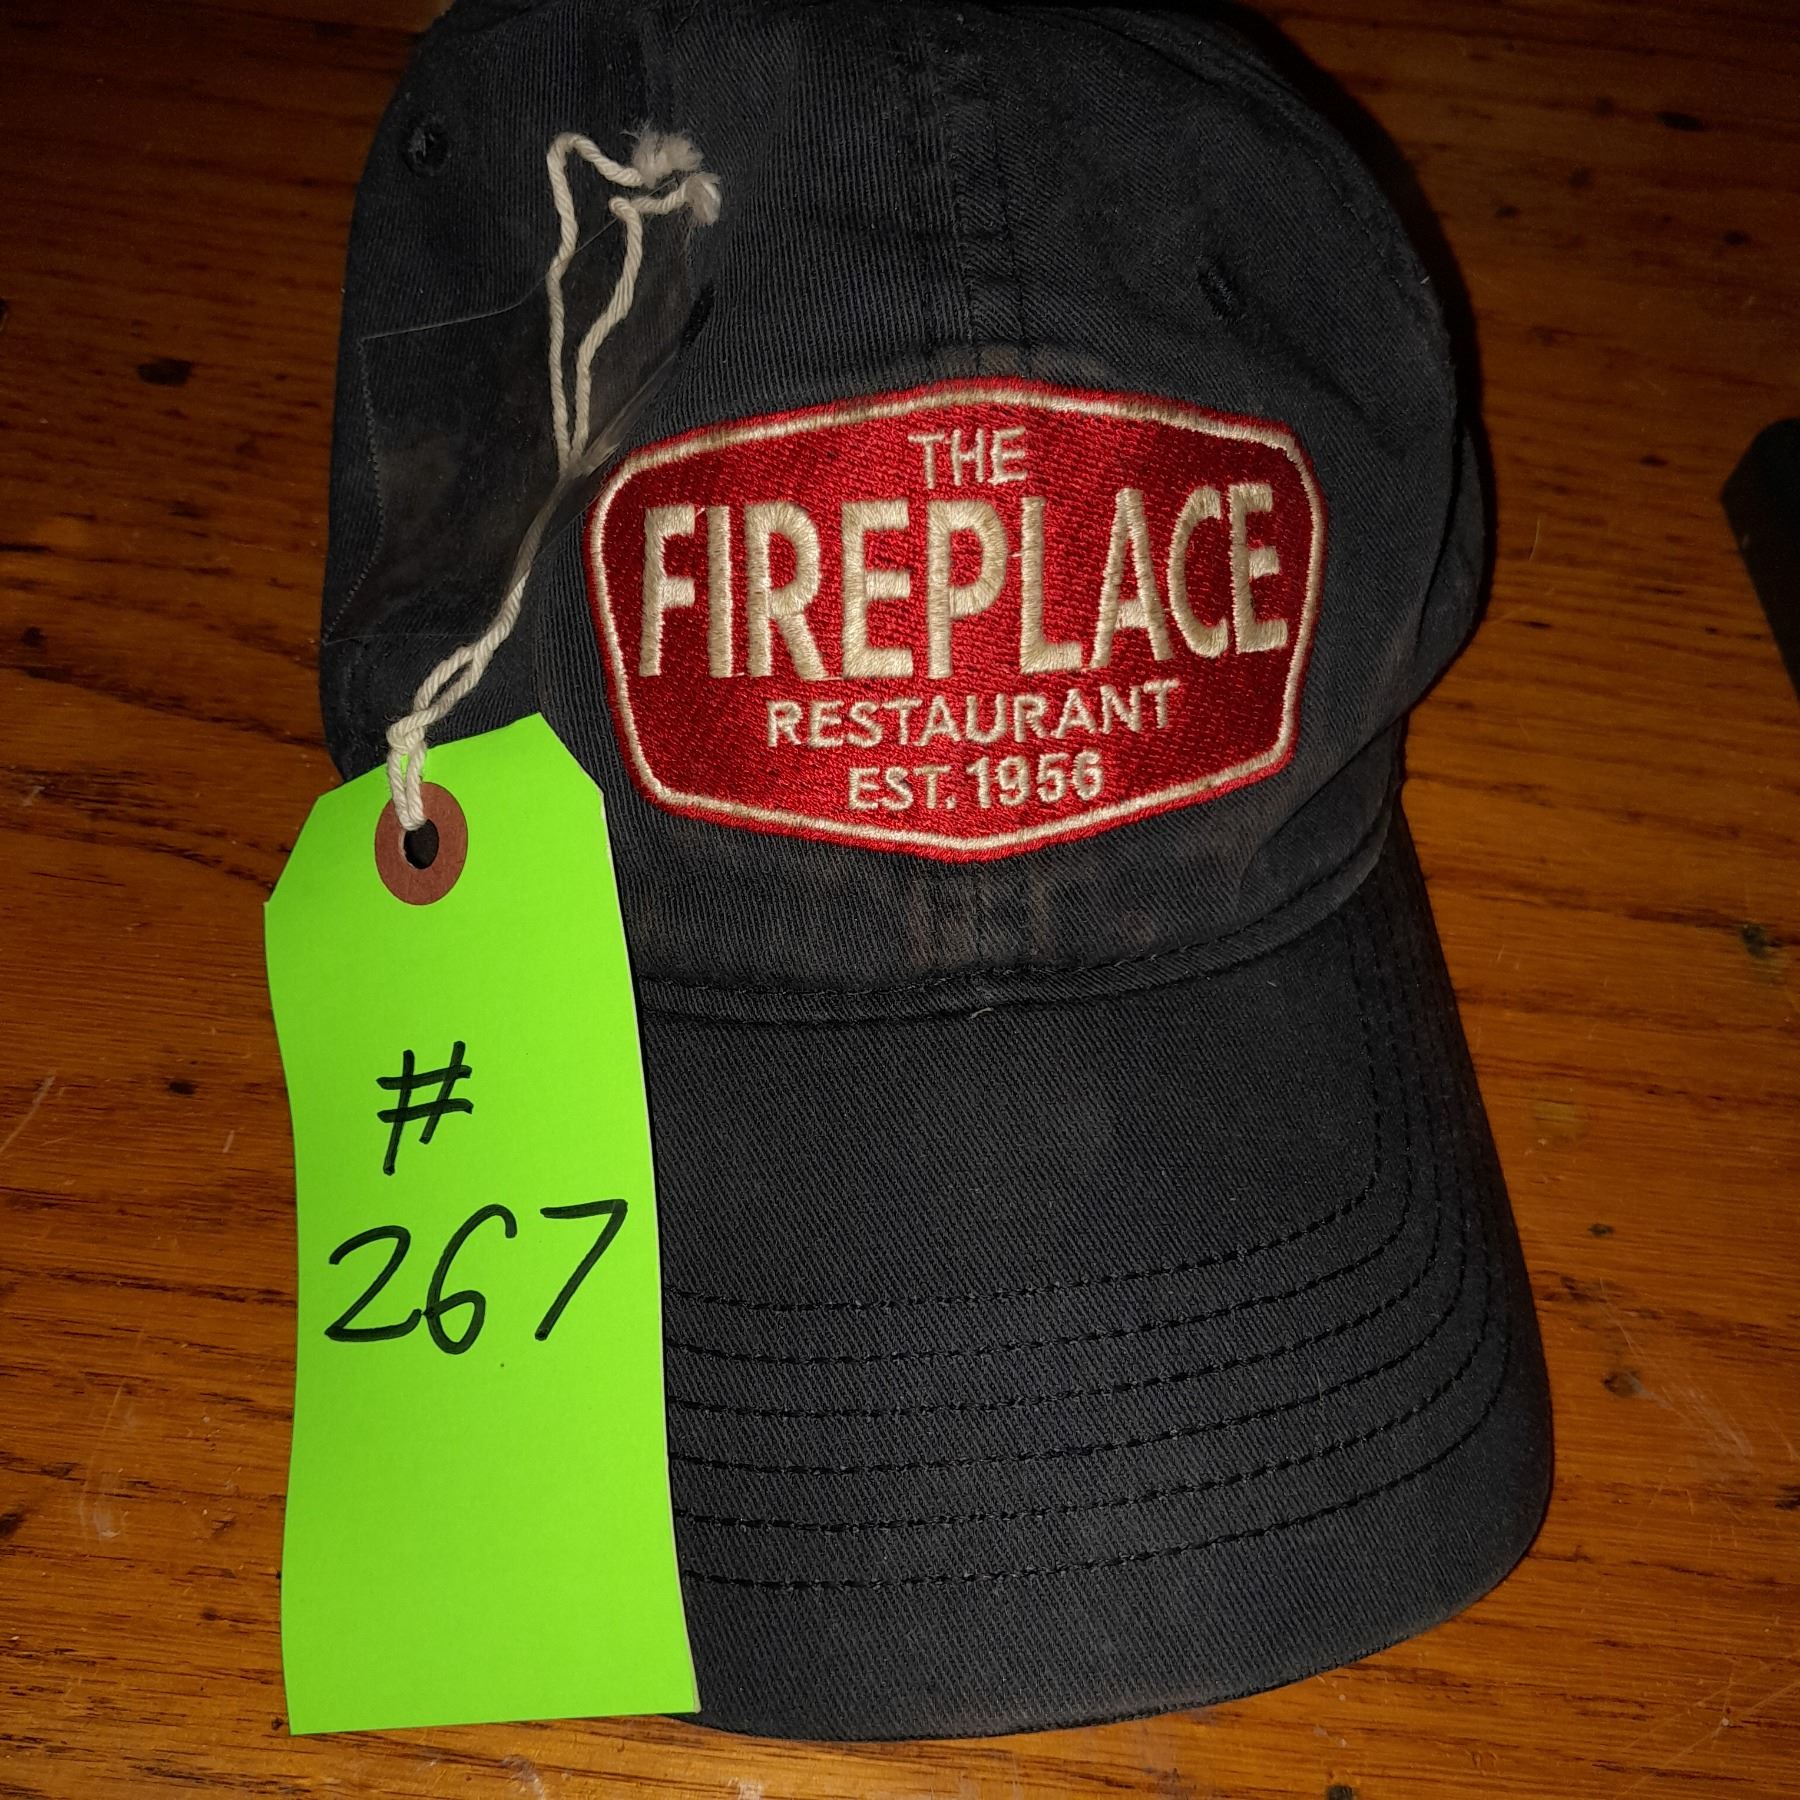 THE
FIREPLACE
RESTAURANT
EST. 1956
#
267